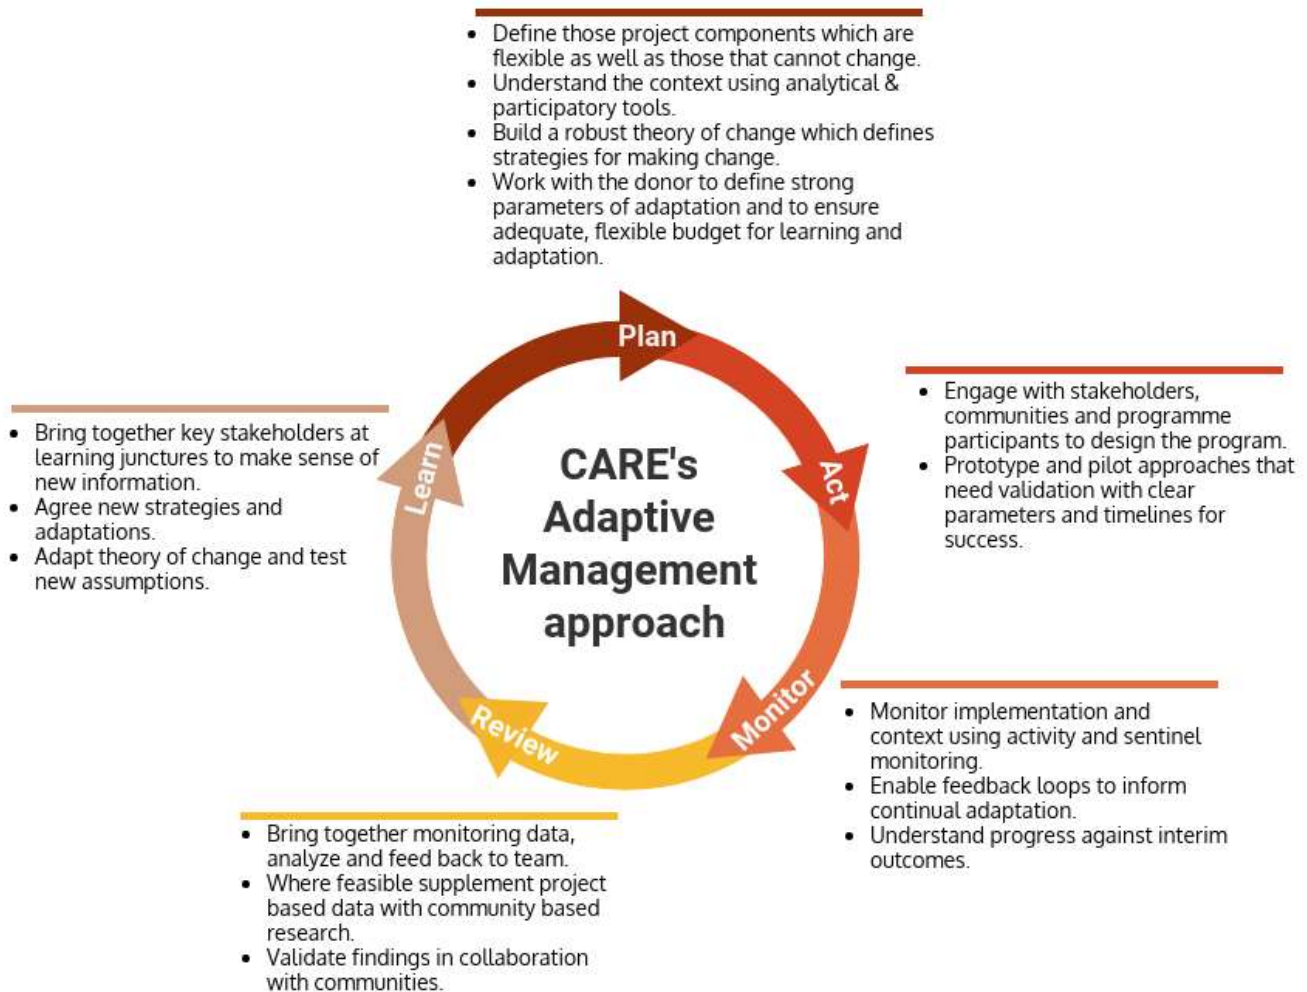 • Define those project components which are
flexible as well as those that cannot change.
• Understand the context using analytical &
participatory tools.
• Build a robust theory of change which defines
strategies for making change.
• Work with the donor to define strong
parameters of adaptation and to ensure
adequate, flexible budget for learning and
adaptation.
Plan
• Engage with stakeholders,
communities and programme
participants to design the program.
• Prototype and pilot approaches that
need validation with clear
parameters and timelines for
success.
Act
• Bring together key stakeholders at
learning junctures to make sense of
new information.
• Agree new strategies and
adaptations.
• Adapt theory of change and test
new assumptions.
Learn
CARE's
Adaptive
Management
approach
Monitor
• Monitor implementation and
context using activity and sentinel
monitoring.
• Enable feedback loops to inform
continual adaptation.
• Understand progress against interim
outcomes.
Review
• Bring together monitoring data,
analyze and feed back to team.
• Where feasible supplement project
based data with community based
research.
• Validate findings in collaboration
with communities.